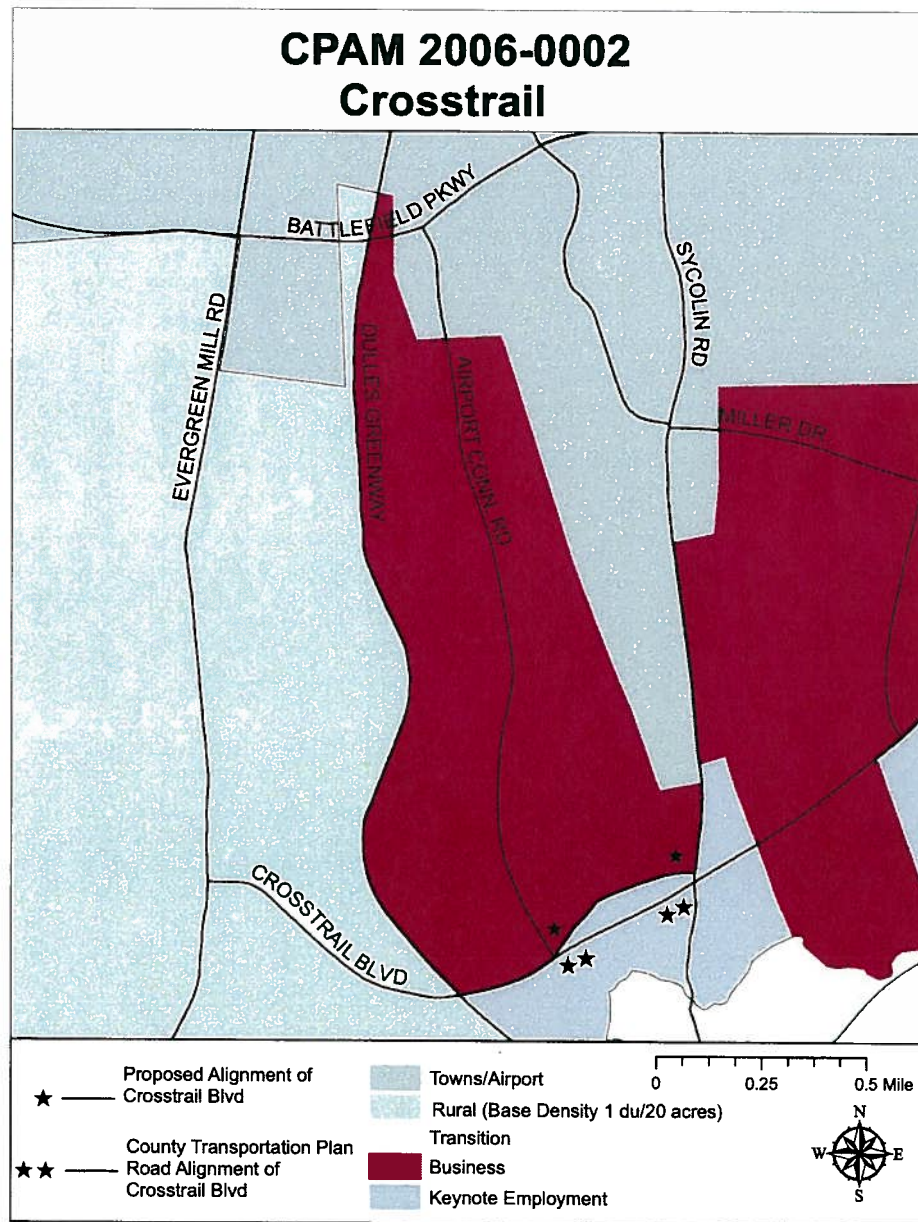 CPAM 2006-0002
Crosstrail
BATTLEFIELD PKWY
SYCOLIN RD
EVERGREEN MILL RD
DULLES GREENWAY
AIRPORT CONN RD
MILLER DR
CROSSTRAIL BLVD
Proposed Alignment of
Crosstrail Blvd
County Transportation Plan
Road Alignment of
Crosstrail Blvd
Towns/Airport
Rural (Base Density 1 du/20 acres)
Transition
Business
Keynote Employment
0 0.25 0.5 Mile
N
W E
S